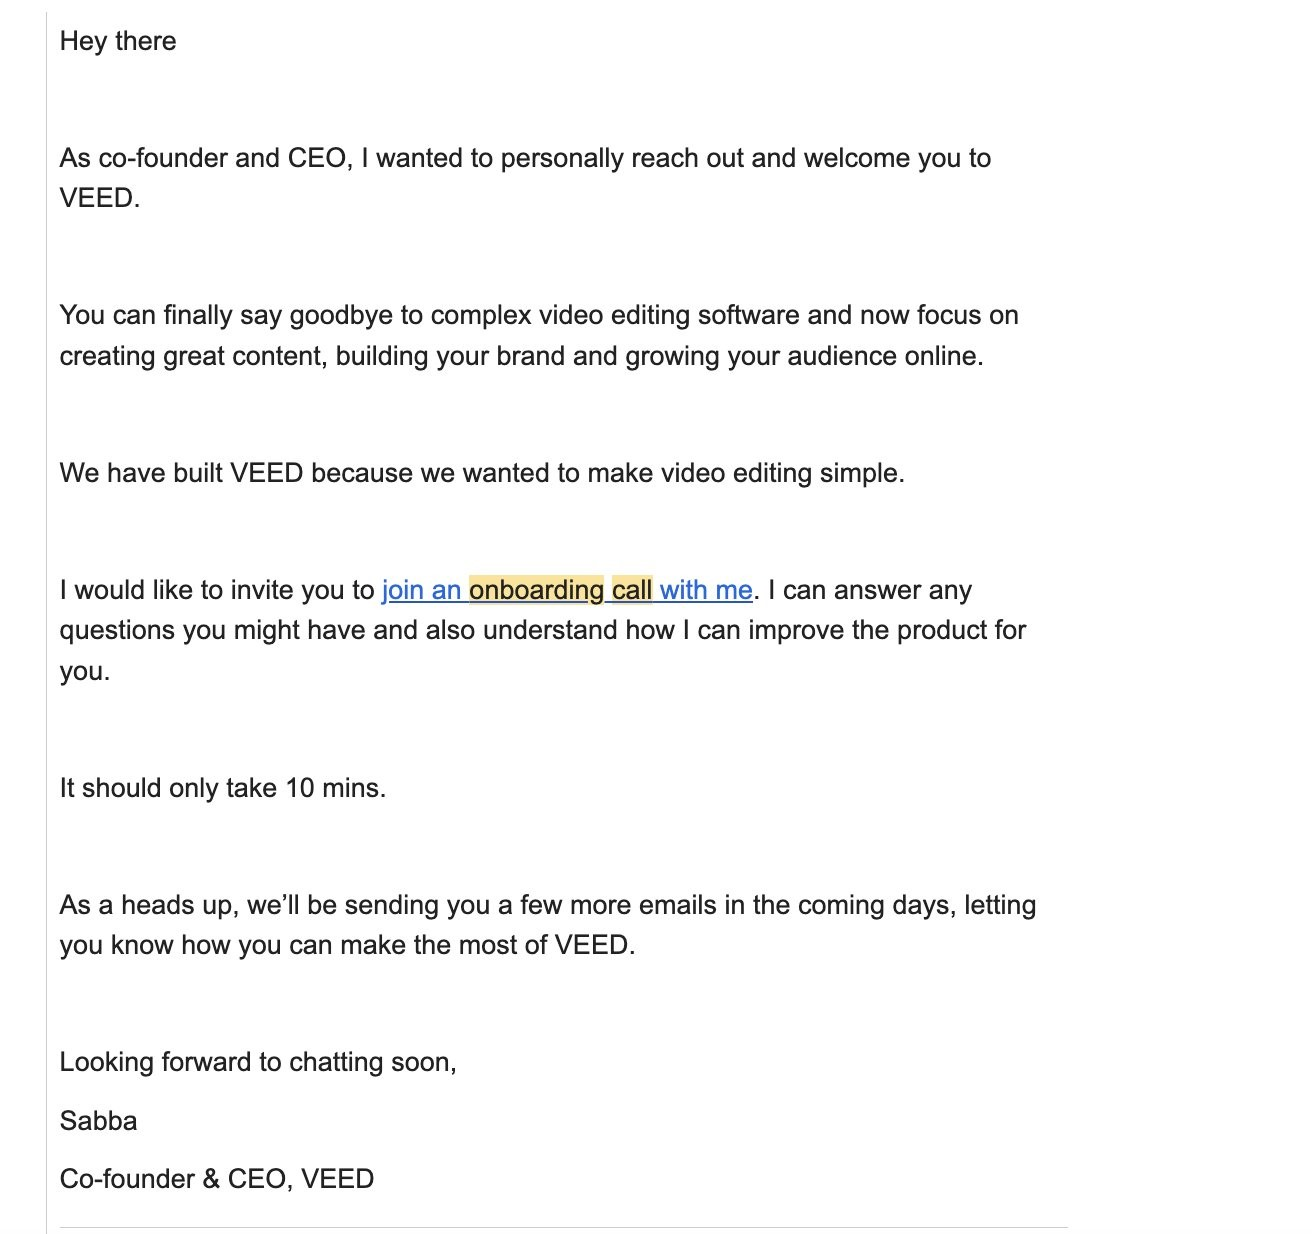 Hey there
As co-founder and CEO, I wanted to personally reach out and welcome you to
VEED.
You can finally say goodbye to complex video editing software and now focus on
creating great content, building your brand and growing your audience online.
We have built VEED because we wanted to make video editing simple.
I would like to invite you to join an onboarding call with me. I can answer any
questions you might have and also understand how I can improve the product for
you.
It should only take 10 mins.
As a heads up, we’ll be sending you a few more emails in the coming days, letting
you know how you can make the most of VEED.
Looking forward to chatting soon,
Sabba
Co-founder & CEO, VEED